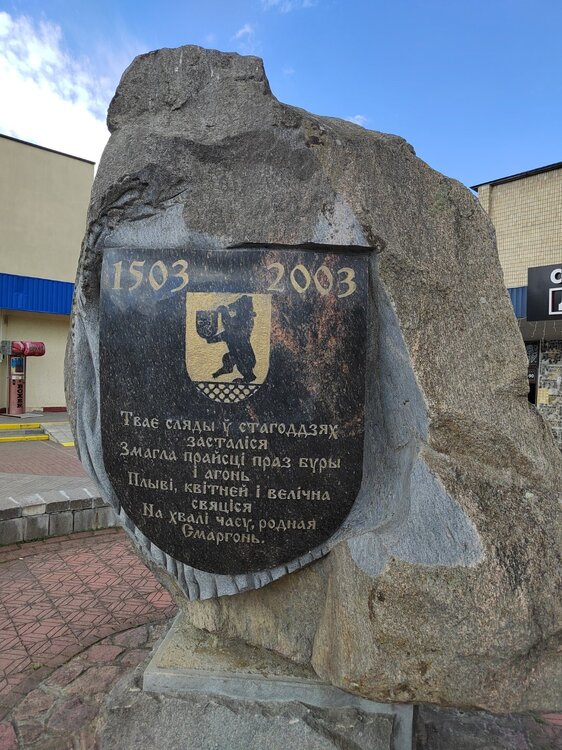 1503 2003
Твае сляды ў стагоддзях
засталіся
Змагла прайсці праз буры
і агонь
Плыві, квітней і велічна
свяціся
На хвалі часу, родная
Смаргонь.